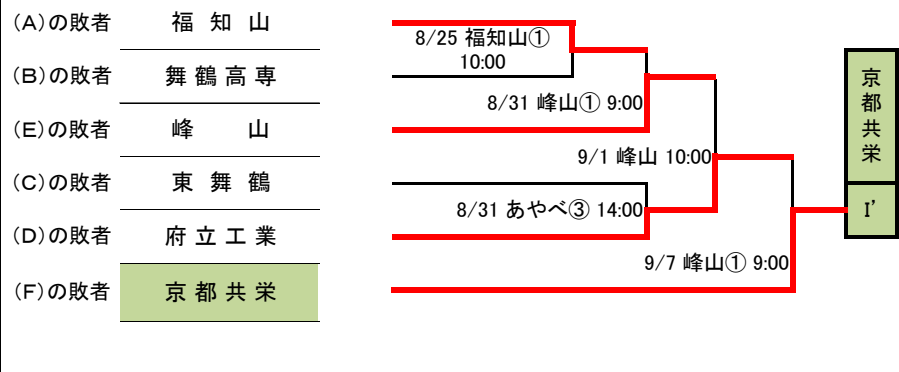 (A)の敗者 福知山
8/25 福知山①
10:00
(B)の敗者 舞鶴高専
8/31 峰山① 9:00
(E)の敗者 峰山
9/1 峰山 10:00
(C)の敗者 東舞鶴
8/31 あやべ③ 14:00
(D)の敗者 府立工業
9/7 峰山① 9:00
(F)の敗者 京都共栄
京都共栄
I’